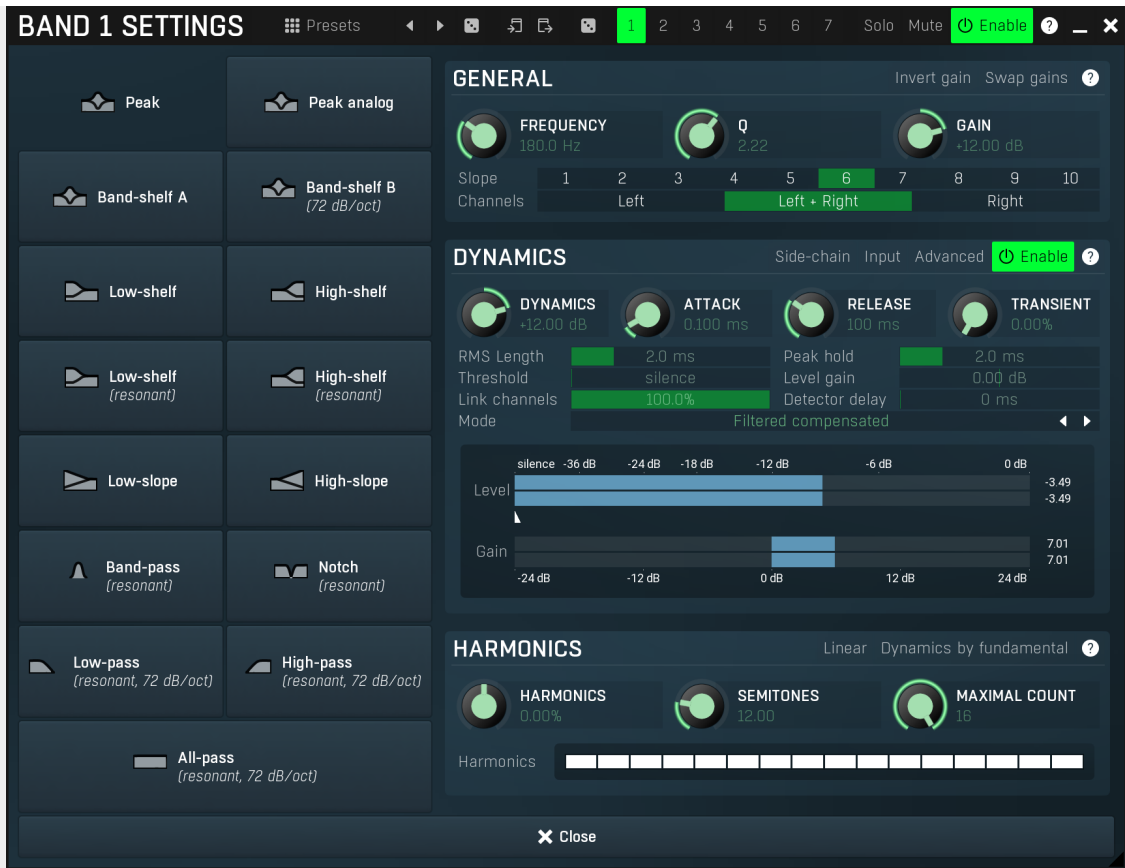 BAND 1 SETTINGS Presets 1 2 3 4 5 6 7 Solo Mute Enable ?
Peak
Peak analog
Band-shelf A
Band-shelf B
(72 dB/oct)
Low-shelf
High-shelf
Low-shelf
(resonant)
High-shelf
(resonant)
Low-slope
High-slope
Band-pass
(resonant)
Notch
(resonant)
Low-pass
(resonant, 72 dB/oct)
High-pass
(resonant, 72 dB/oct)
All-pass
(resonant, 72 dB/oct)
GENERAL Invert gain Swap gains ?
FREQUENCY
180.0 Hz
Q
2.22
GAIN
+12.00 dB
Slope 1 2 3 4 5 6 7 8 9 10
Channels Left Left + Right Right
DYNAMICS Side-chain Input Advanced Enable ?
DYNAMICS
+12.00 dB
ATTACK
0.100 ms
RELEASE
100 ms
TRANSIENT
0.00%
RMS Length 2.0 ms Peak hold 2.0 ms
Threshold silence Level gain 0.00 dB
Link channels 100.0% Detector delay 0 ms
Mode Filtered compensated
silence -36 dB -24 dB -18 dB -12 dB -6 dB 0 dB
Level
-3.49
-3.49
Gain
7.01
7.01
-24 dB -12 dB 0 dB 12 dB 24 dB
HARMONICS Linear Dynamics by fundamental ?
HARMONICS
0.00%
SEMITONES
12.00
MAXIMAL COUNT
16
Harmonics
Close